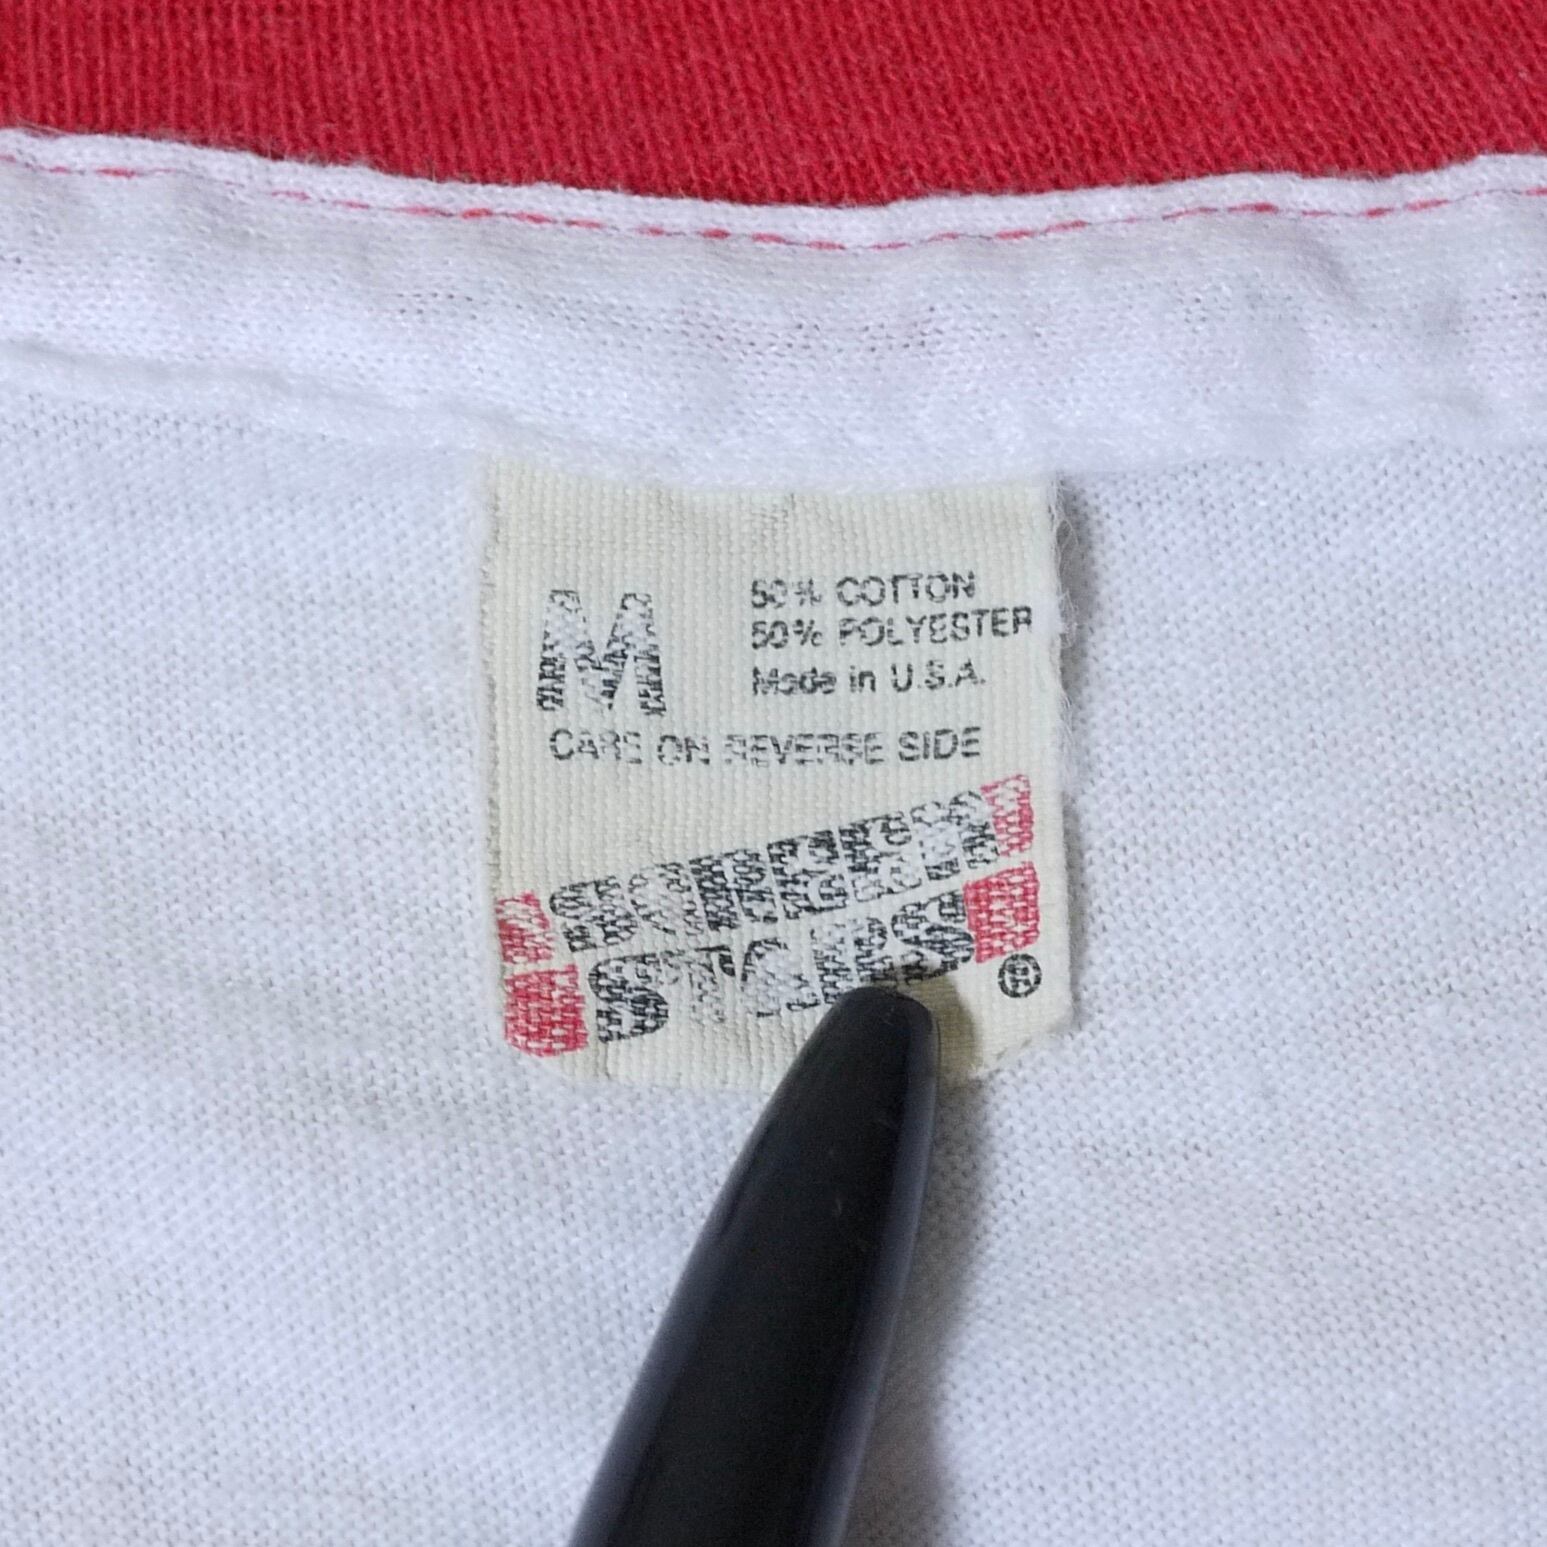 M
50% COTTON
50% POLYESTER
Made in U.S.A.
CARE ON REVERSE SIDE
SCREEN STARS
®